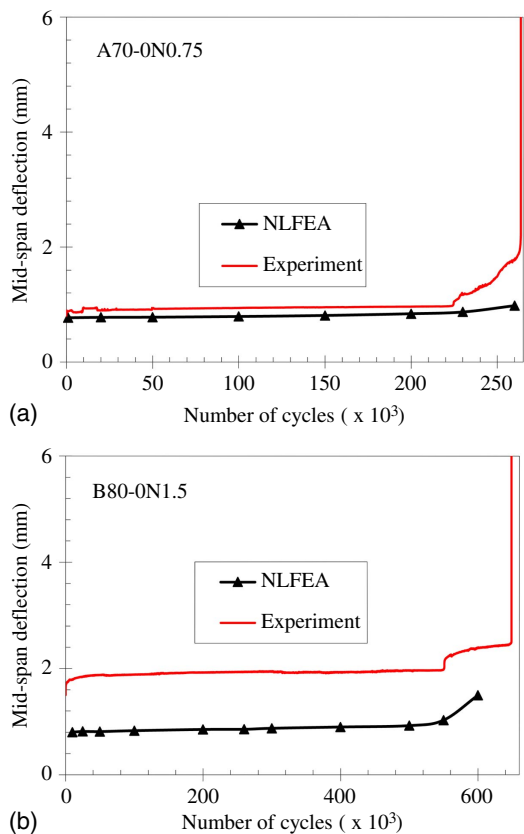 6
A70-0N0.75
4
NLFEA
Experiment
2
0
0 50 100 150 200 250
Mid-span deflection (mm)
(a)
Number of cycles ( x 10³)
6
B80-0N1.5
4
NLFEA
Experiment
2
0
0 200 400 600
Mid-span deflection (mm)
(b)
Number of cycles ( x 10³)